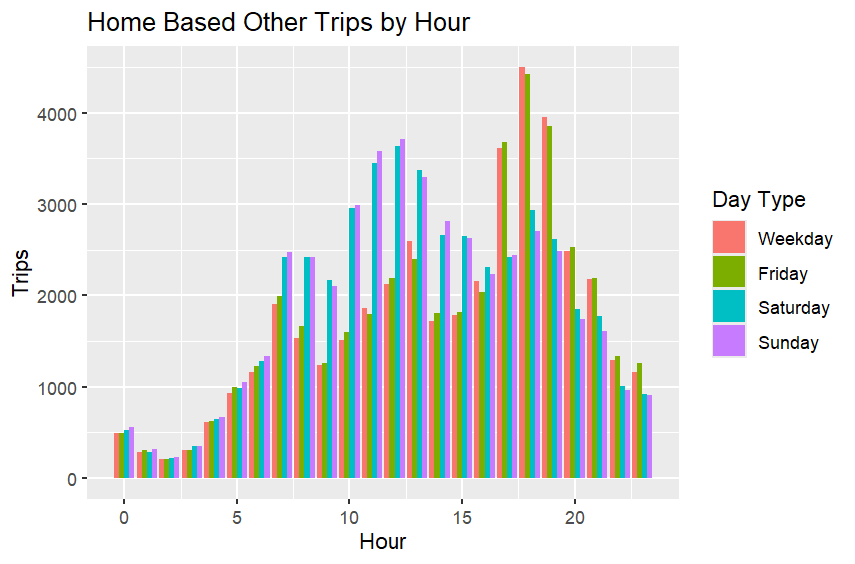 Home Based Other Trips by Hour
Trips
4000
3000
2000
1000
0
0 5 10 15 20
Hour
Day Type
Weekday
Friday
Saturday
Sunday